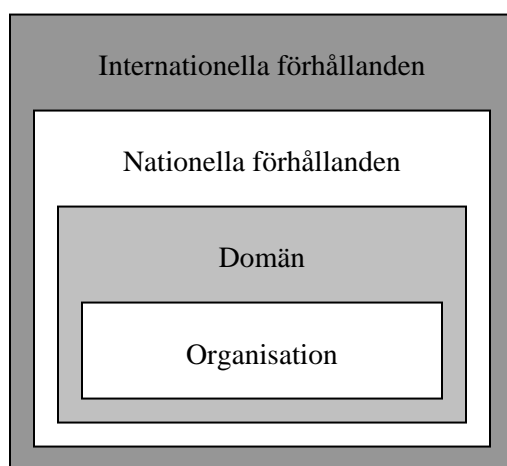 Internationella förhållanden
Nationella förhållanden
Domän
Organisation